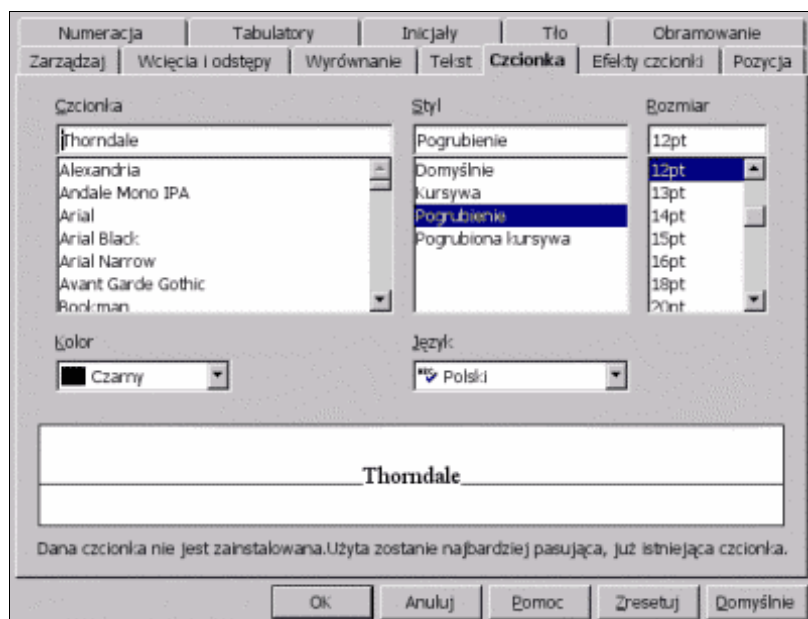 Numeracja Tabulatory Inicjały Tło Obramowanie
Zarządzaj Wcięcia i odstępy Wyrównanie Tekst Czcionka Efekty czcionki Pozycja
Czcionka Styl Rozmiar
Thorndale Pogrubienie 12pt
Alexandria Domyślnie 12pt
Andale Mono IPA Kursywa 13pt
Arial Pogrubienie 14pt
Arial Black Pogrubiona kursywa 15pt
Arial Narrow 16pt
Avant Garde Gothic 18pt
Bookman 20pt
Kolor Język
Czarny Polski
Thorndale
Dana czcionka nie jest zainstalowana.Użyta zostanie najbardziej pasująca, już istniejąca czcionka.
OK Anuluj Pomoc Zresetuj Domyślnie